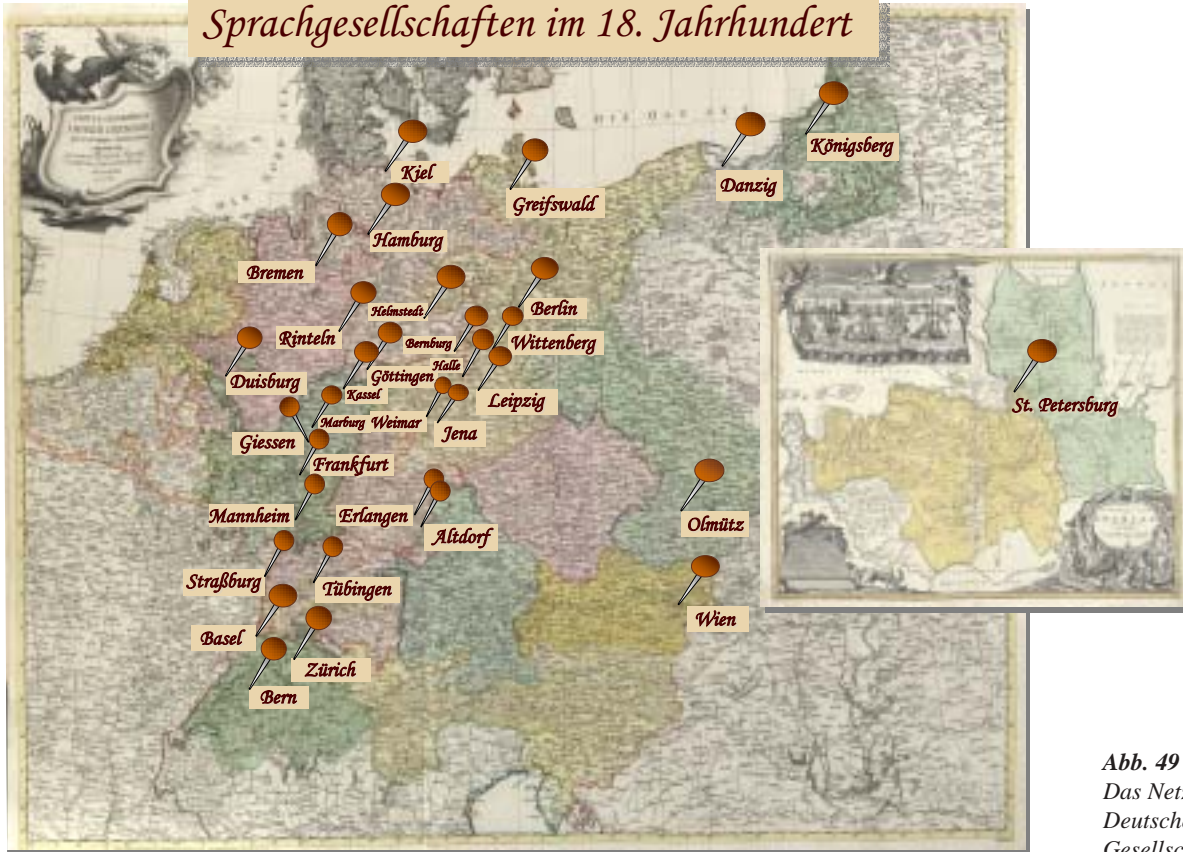 Sprachgesellschaften im 18. Jahrhundert
Königsberg
Kiel
Danzig
Greifswald
Hamburg
Bremen
Helmstedt
Berlin
Rinteln
Bernburg
Wittenberg
Halle
Göttingen
Duisburg
Kassel
Leipzig
Marburg
Weimar
Jena
Giessen
Frankfurt
Mannheim
Erlangen
Altdorf
Olmütz
Straßburg
Tübingen
Wien
Basel
Zürich
Bern
St. Petersburg
Abb. 49
Das Netz
Deutsche
Gesellsch